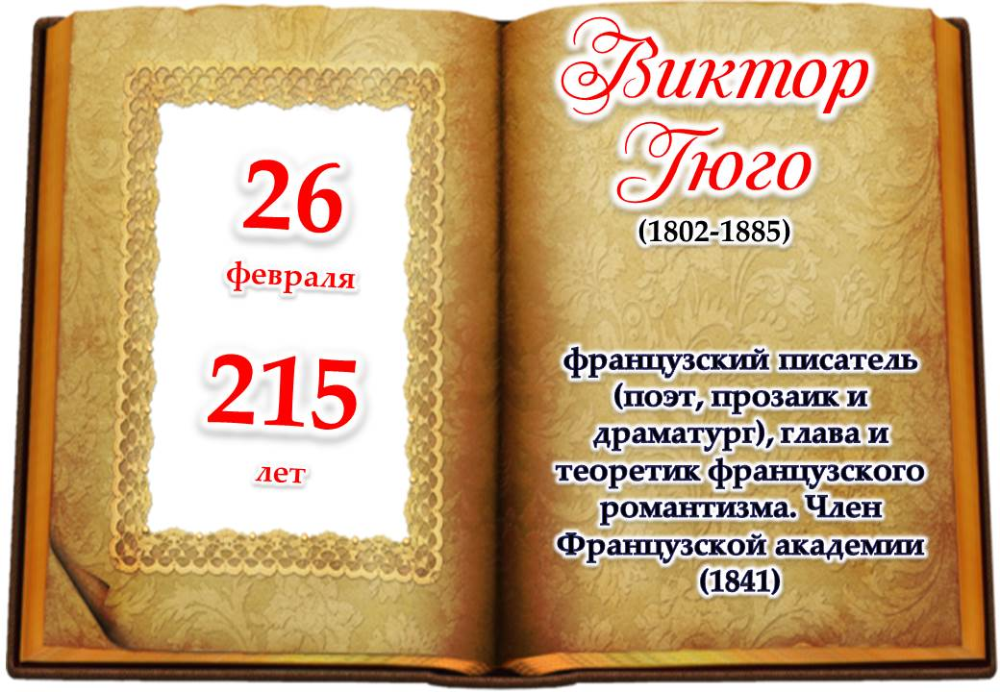 26
февраля
215
лет
Виктор
Гюго
(1802-1885)
французский писатель
(поэт, прозаик и
драматург), глава и
теоретик французского
романтизма. Член
Французской академии
(1841)